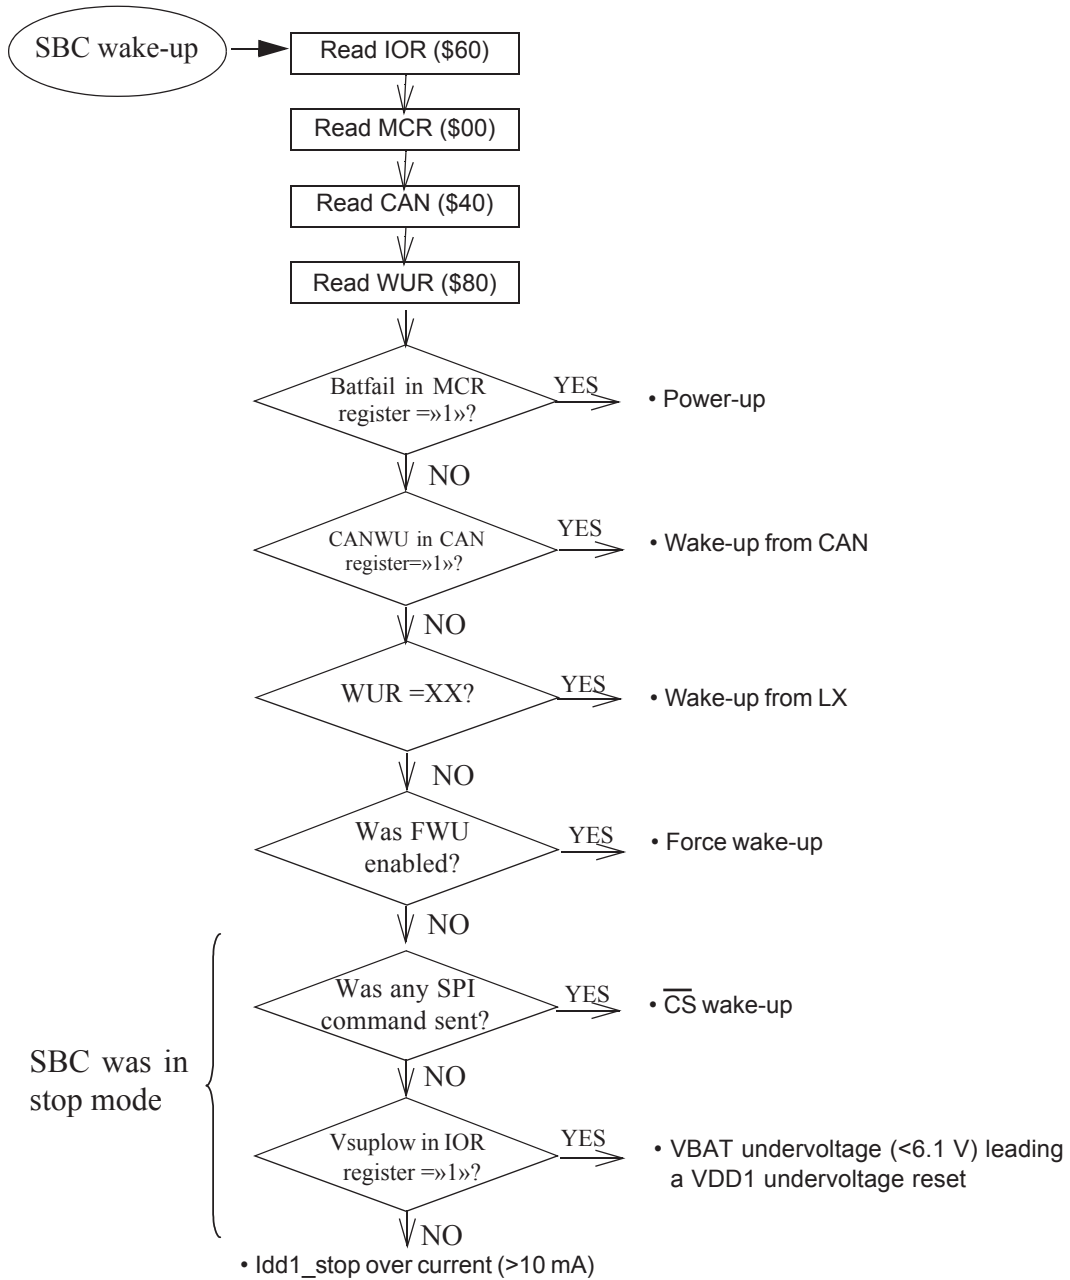 SBC wake-up
Read IOR ($60)
Read MCR ($00)
Read CAN ($40)
Read WUR ($80)
Batfail in MCR
register =»1»?
YES
• Power-up
NO
CANWU in CAN
register=»1»?
YES
• Wake-up from CAN
NO
WUR =XX?
YES
• Wake-up from LX
NO
Was FWU
enabled?
YES
• Force wake-up
NO
SBC was in
stop mode
Was any SPI
command sent?
YES
• C̅S̅ wake-up
NO
Vsuplow in IOR
register =»1»?
YES
• VBAT undervoltage (<6.1 V) leading
a VDD1 undervoltage reset
NO
• Idd1_stop over current (>10 mA)